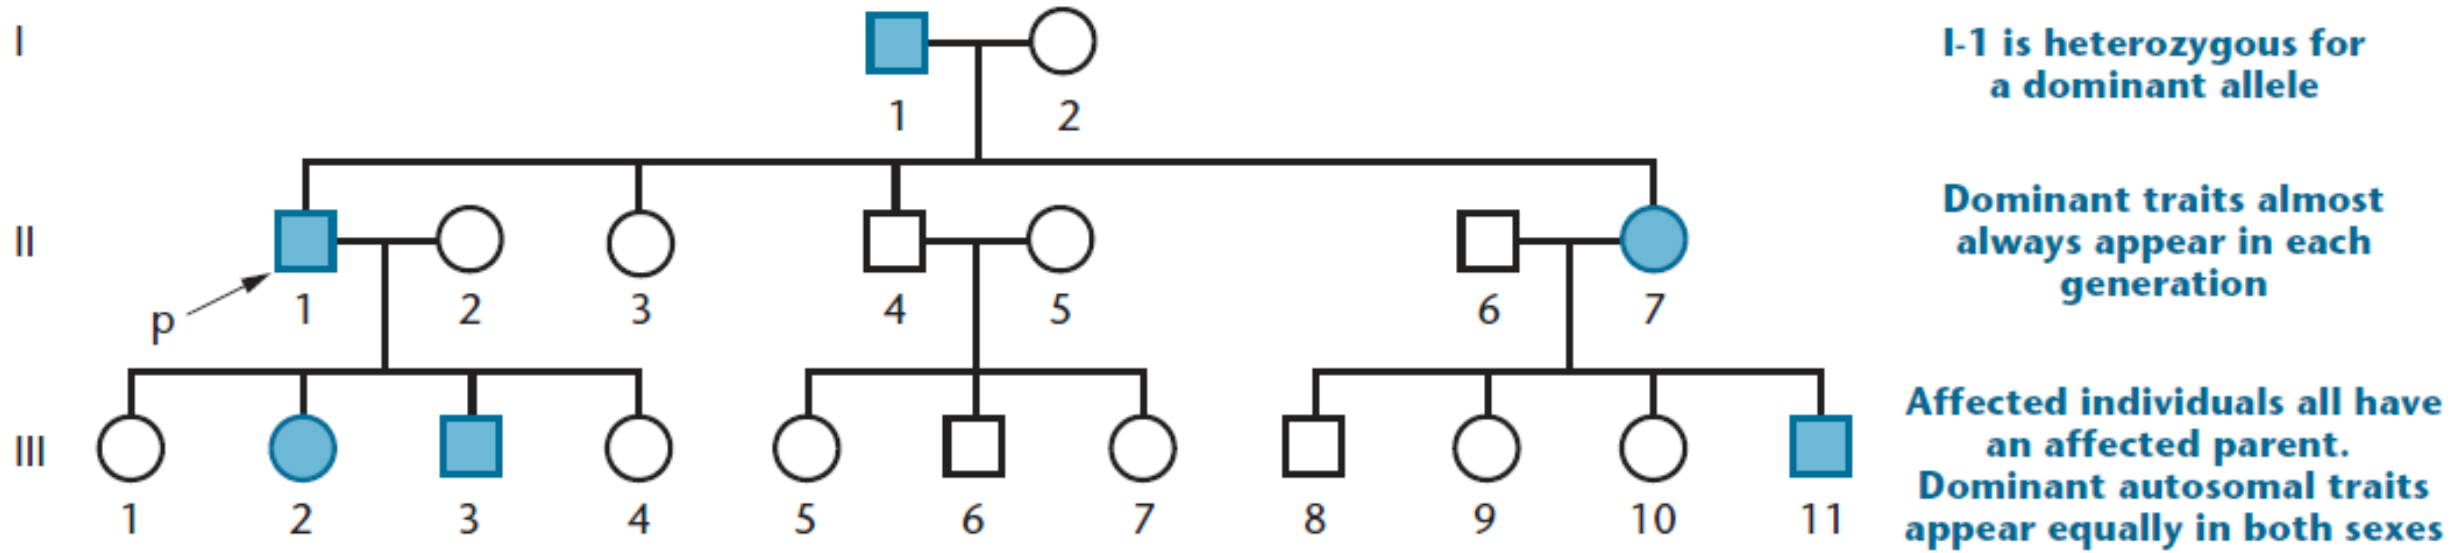 I
I-1 is heterozygous for
a dominant allele
1 2
II
Dominant traits almost
always appear in each
generation
p
1 2 3 4 5 6 7
III
Affected individuals all have
an affected parent.
Dominant autosomal traits
appear equally in both sexes
1 2 3 4 5 6 7 8 9 10 11